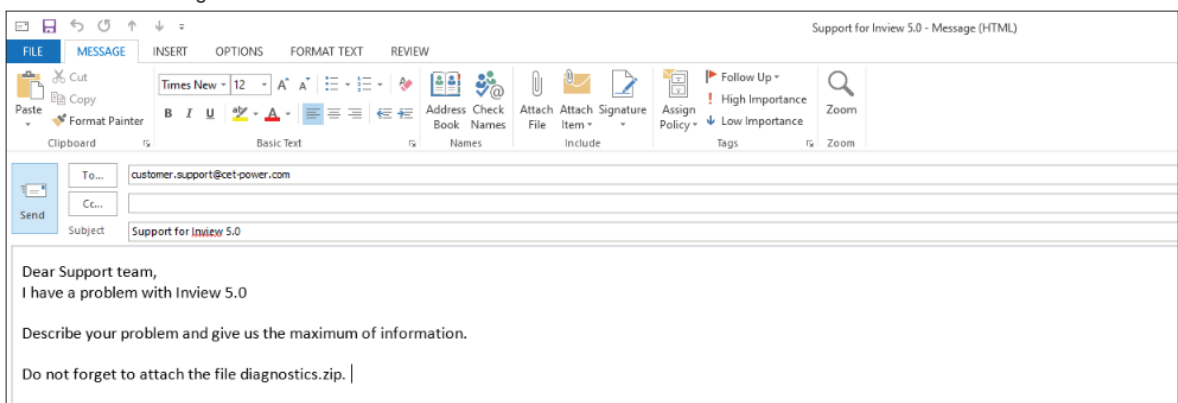 Support for Inview 5.0 - Message (HTML)
FILE MESSAGE INSERT OPTIONS FORMAT TEXT REVIEW
Paste
Cut
Copy
Format Painter
Clipboard
Times New 12
B I U
Basic Text
Address Book
Check Names
Names
Attach File
Attach Item
Signature
Include
Assign Policy
Follow Up
High Importance
Low Importance
Tags
Zoom
Zoom
Send
To... customer.support@cet-power.com
Cc...
Subject Support for Inview 5.0
Dear Support team,
I have a problem with Inview 5.0
Describe your problem and give us the maximum of information.
Do not forget to attach the file diagnostics.zip.